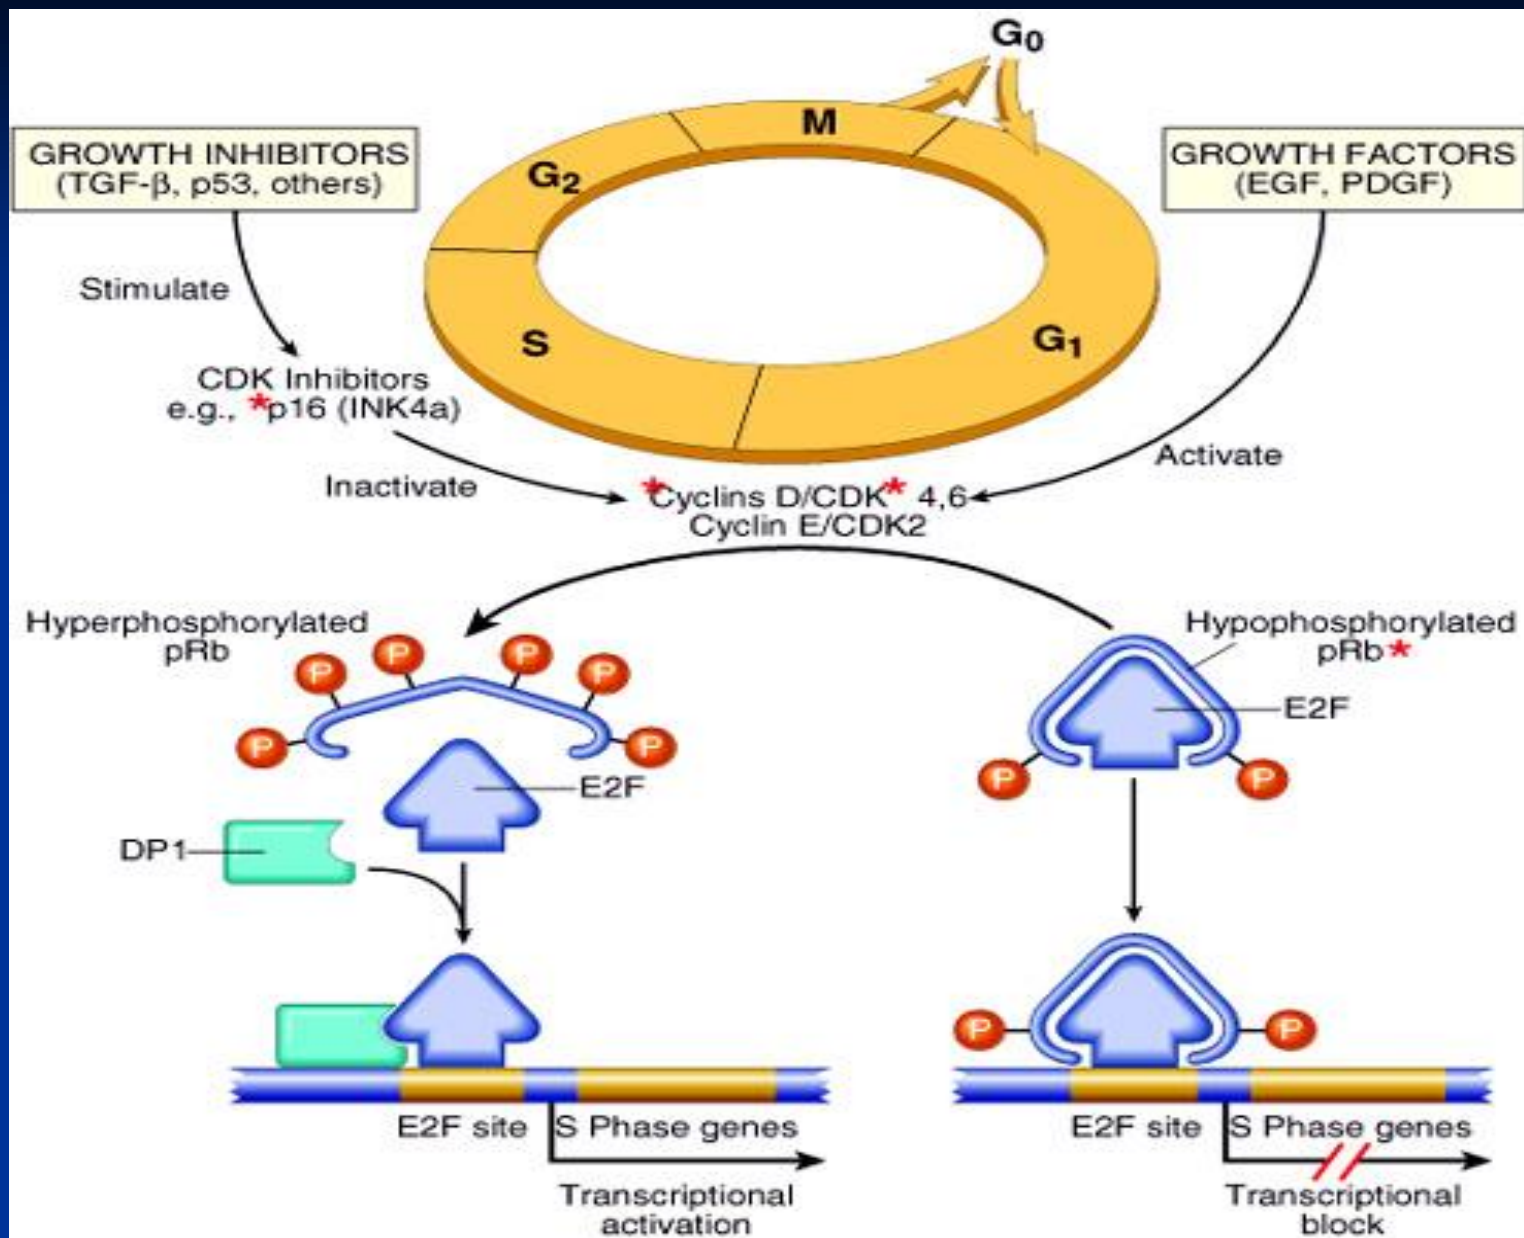 G0
M
G2
S
G1
GROWTH INHIBITORS
(TGF-β, p53, others)
GROWTH FACTORS
(EGF, PDGF)
Stimulate
CDK Inhibitors
e.g., *p16 (INK4a)
Inactivate
Activate
*Cyclins D/CDK* 4,6
Cyclin E/CDK2
Hyperphosphorylated
pRb
P
P
P
P
P
P
E2F
DP1
E2F site
S Phase genes
Transcriptional
activation
Hypophosphorylated
pRb *
E2F
P
P
P
P
E2F site
S Phase genes
Transcriptional
block